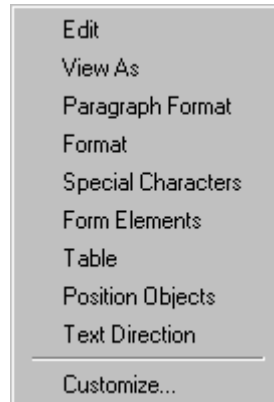 Edit
View As
Paragraph Format
Format
Special Characters
Form Elements
Table
Position Objects
Text Direction
Customize...